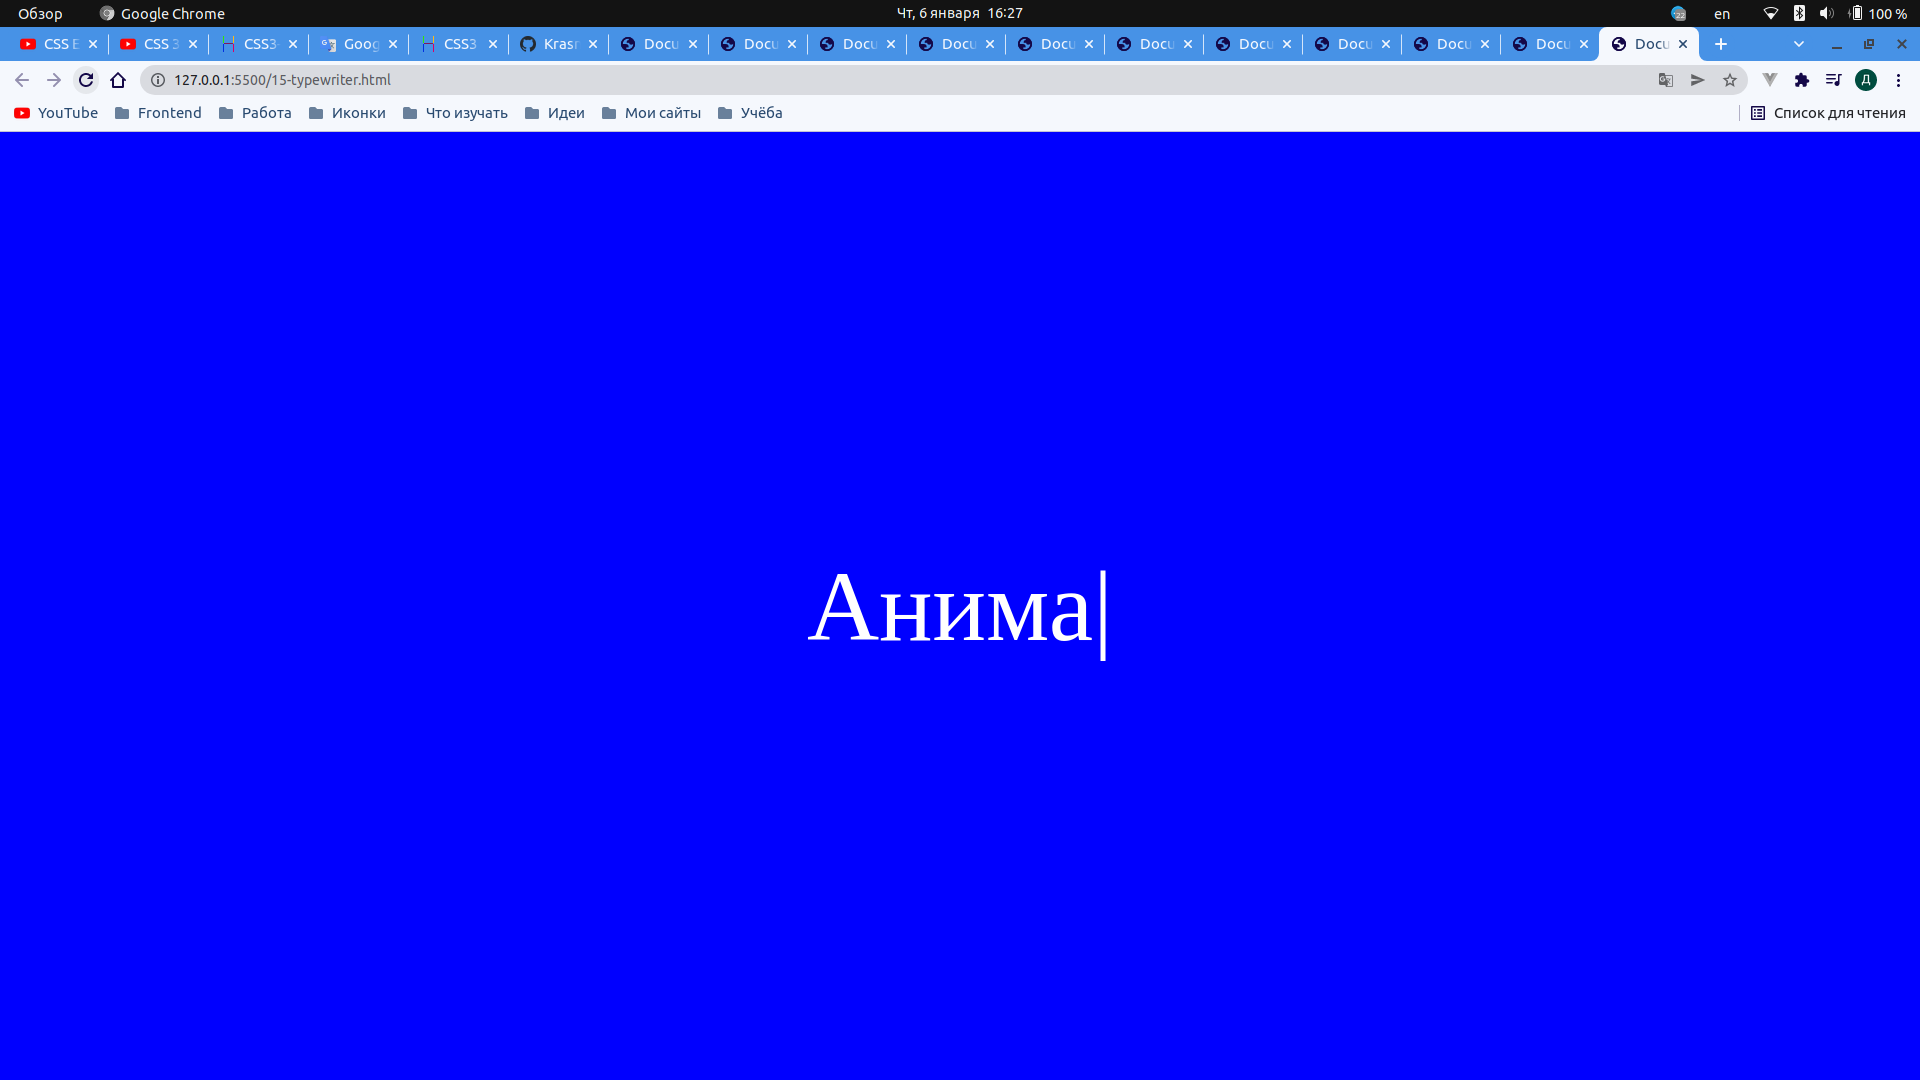 Обзор Google Chrome Чт, 6 января 16:27 en 100 %
CSS E CSS 3 CSS3- Goog CSS3 Krasn Docu Docu Docu Docu Docu Docu Docu Docu Docu Docu Docu
127.0.0.1:5500/15-typewriter.html
YouTube Frontend Работа Иконки Что изучать Идеи Мои сайты Учёба Список для чтения
Анима|